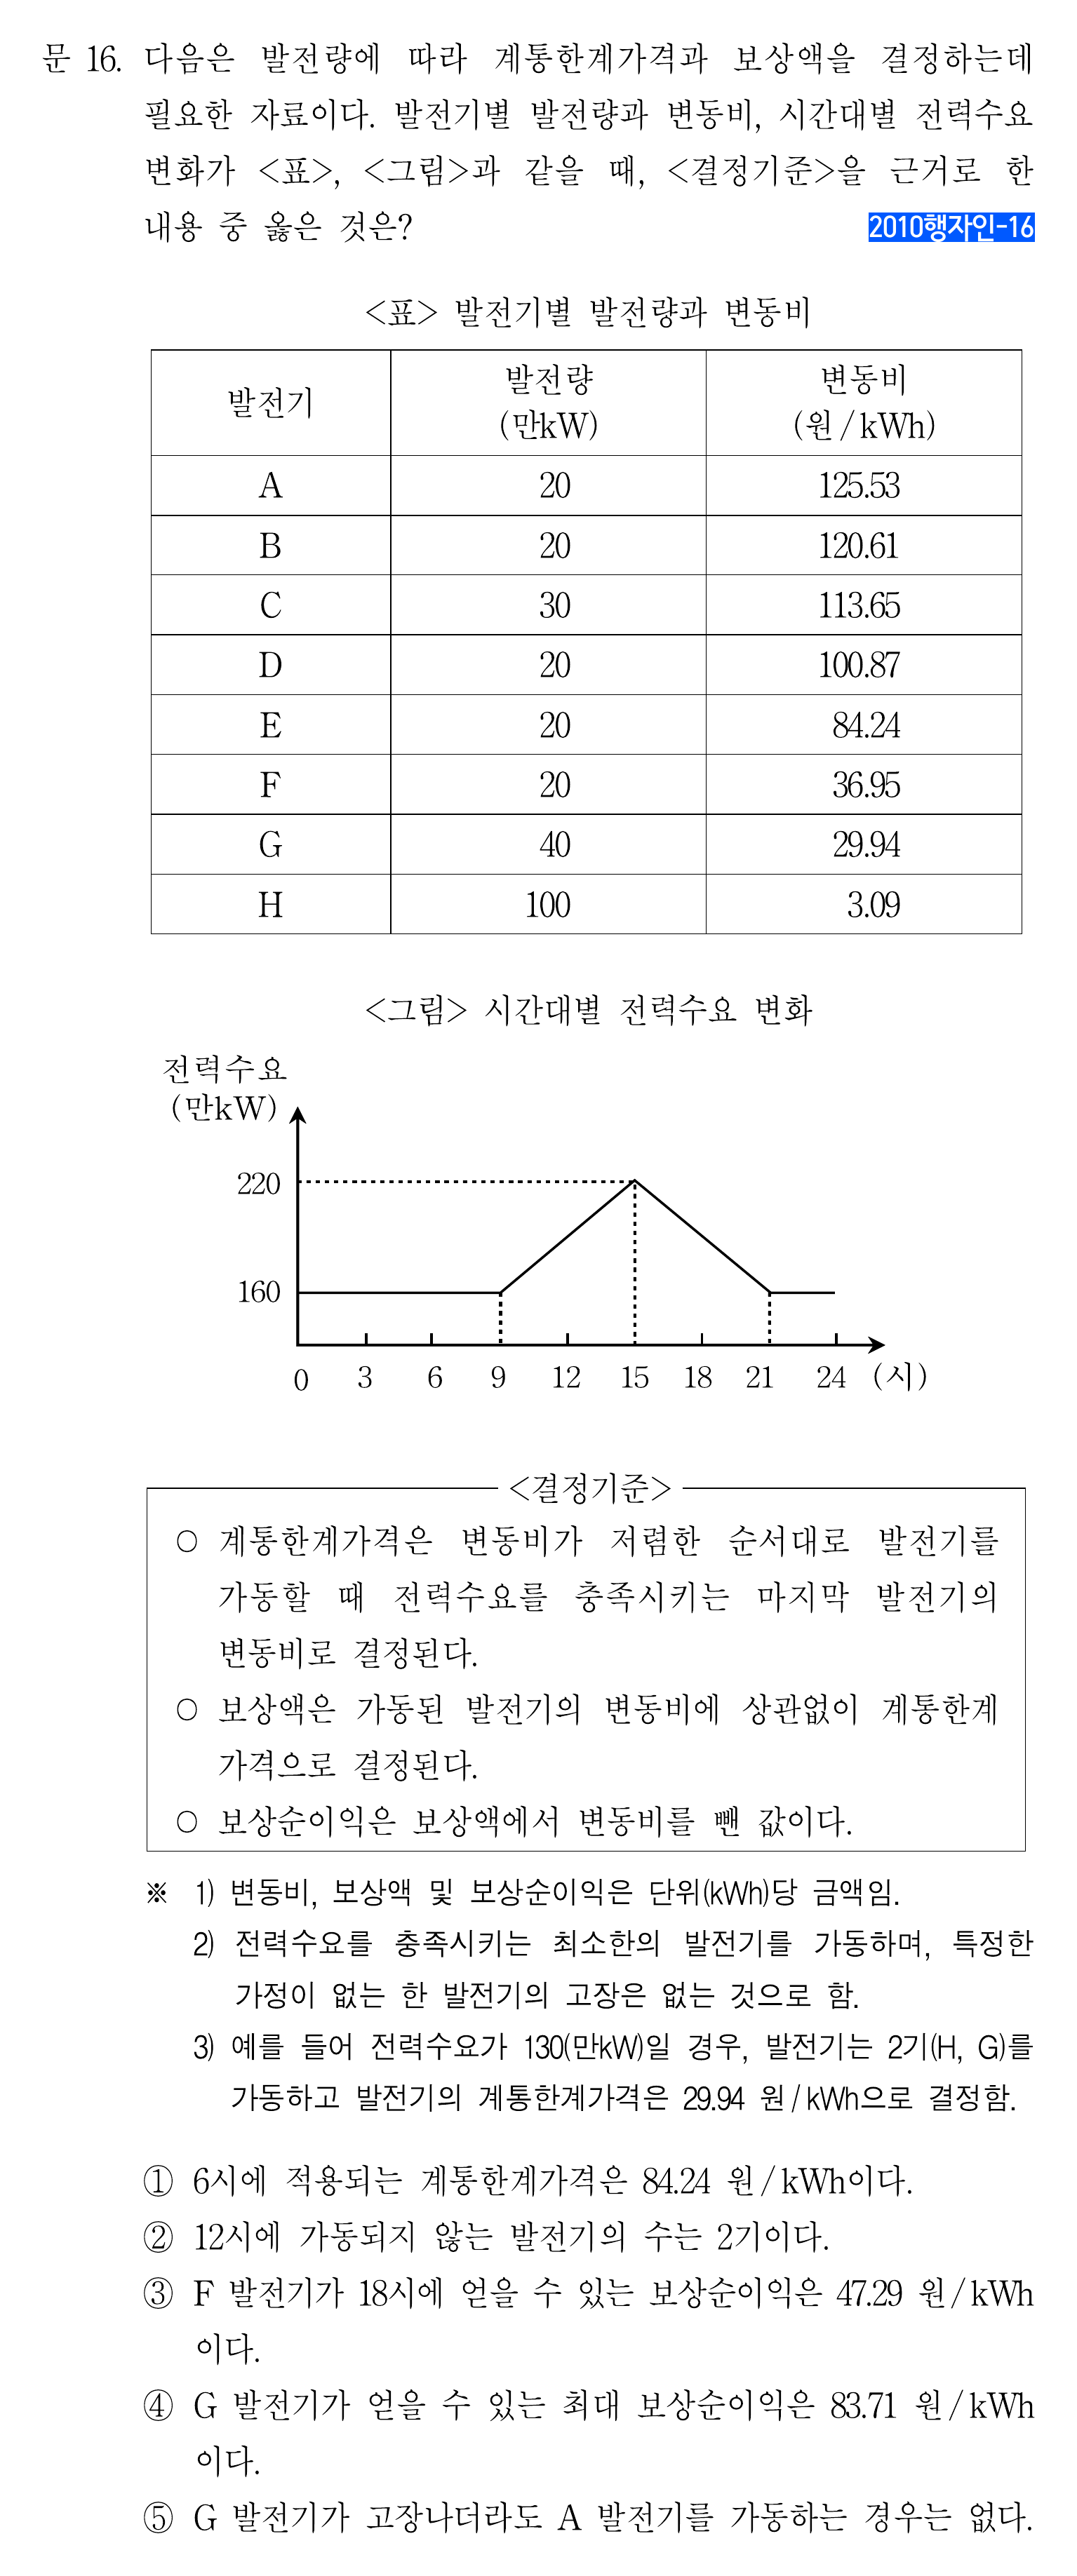 문 16. 다음은 발전량에 따라 계통한계가격과 보상액을 결정하는데
필요한 자료이다. 발전기별 발전량과 변동비, 시간대별 전력수요
변화가 <표>, <그림>과 같을 때, <결정기준>을 근거로 한
내용 중 옳은 것은? 2010행자인-16
<표> 발전기별 발전량과 변동비
발전기 발전량 (만kW) 변동비 (원/kWh)
A 20 125.53
B 20 120.61
C 30 113.65
D 20 100.87
E 20 84.24
F 20 36.95
G 40 29.94
H 100 3.09
<그림> 시간대별 전력수요 변화
전력수요
(만kW)
220
160
0 3 6 9 12 15 18 21 24 (시)
<결정기준>
○ 계통한계가격은 변동비가 저렴한 순서대로 발전기를
가동할 때 전력수요를 충족시키는 마지막 발전기의
변동비로 결정된다.
○ 보상액은 가동된 발전기의 변동비에 상관없이 계통한계
가격으로 결정된다.
○ 보상순이익은 보상액에서 변동비를 뺀 값이다.
※ 1) 변동비, 보상액 및 보상순이익은 단위(kWh)당 금액임.
2) 전력수요를 충족시키는 최소한의 발전기를 가동하며, 특정한
가정이 없는 한 발전기의 고장은 없는 것으로 함.
3) 예를 들어 전력수요가 130(만kW)일 경우, 발전기는 2기(H, G)를
가동하고 발전기의 계통한계가격은 29.94 원/kWh으로 결정함.
① 6시에 적용되는 계통한계가격은 84.24 원/kWh이다.
② 12시에 가동되지 않는 발전기의 수는 2기이다.
③ F 발전기가 18시에 얻을 수 있는 보상순이익은 47.29 원/kWh
이다.
④ G 발전기가 얻을 수 있는 최대 보상순이익은 83.71 원/kWh
이다.
⑤ G 발전기가 고장나더라도 A 발전기를 가동하는 경우는 없다.